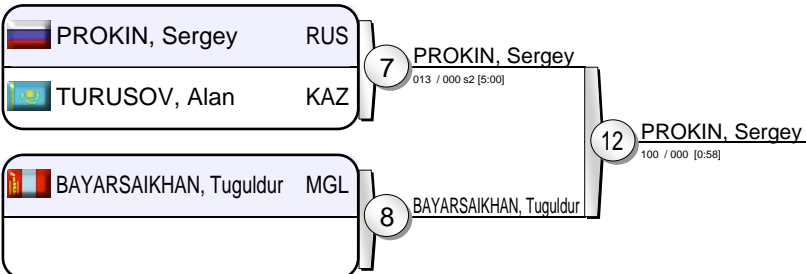 PROKIN, Sergey RUS
TURUSOV, Alan KAZ
7
PROKIN, Sergey
013 / 000 s2 [5:00]
BAYARSAIKHAN, Tuguldur MGL
8
BAYARSAIKHAN, Tuguldur
12
PROKIN, Sergey
100 / 000 [0:58]